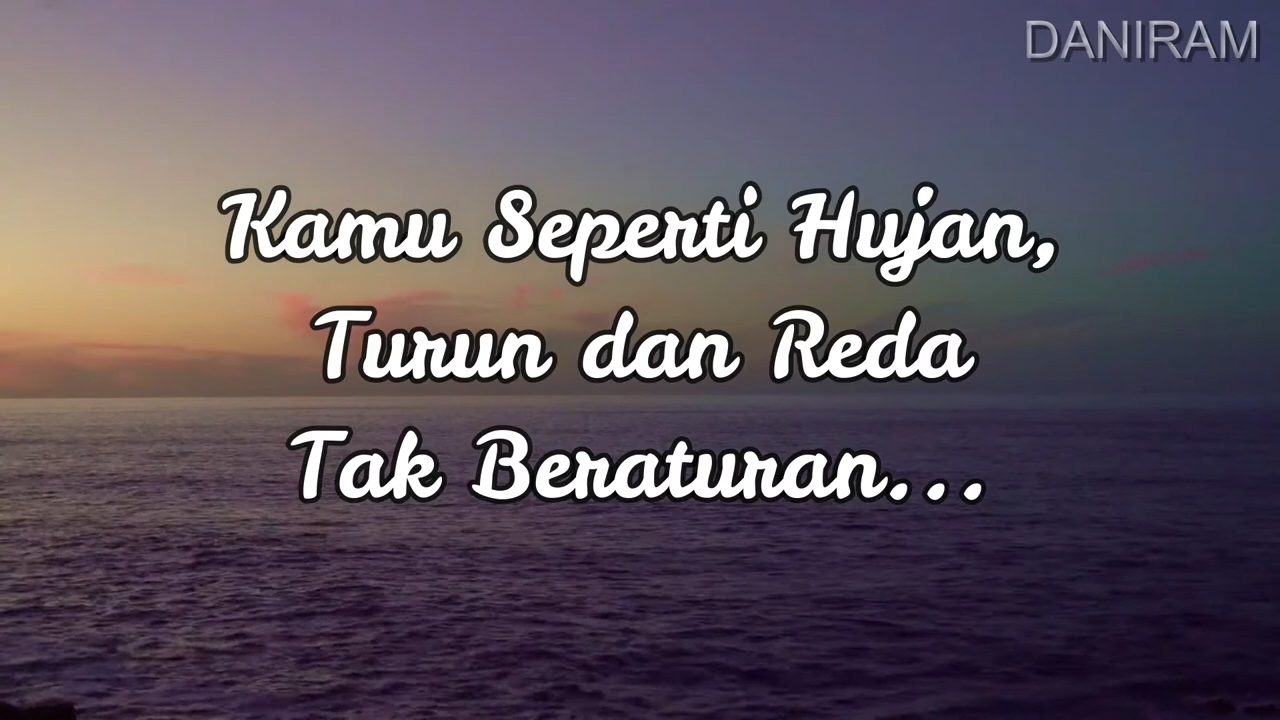 DANIRAM
Kamu Seperti Hujan,
Turun dan Reda
Tak Beraturan...